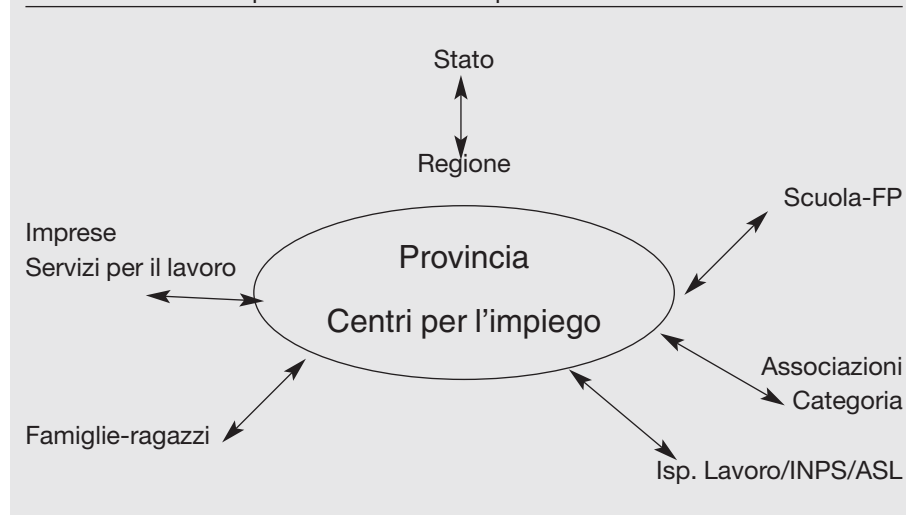 Stato
Regione
Scuola-FP
Imprese
Servizi per il lavoro
Provincia
Centri per l'impiego
Associazioni
Categoria
Famiglie-ragazzi
Isp. Lavoro/INPS/ASL